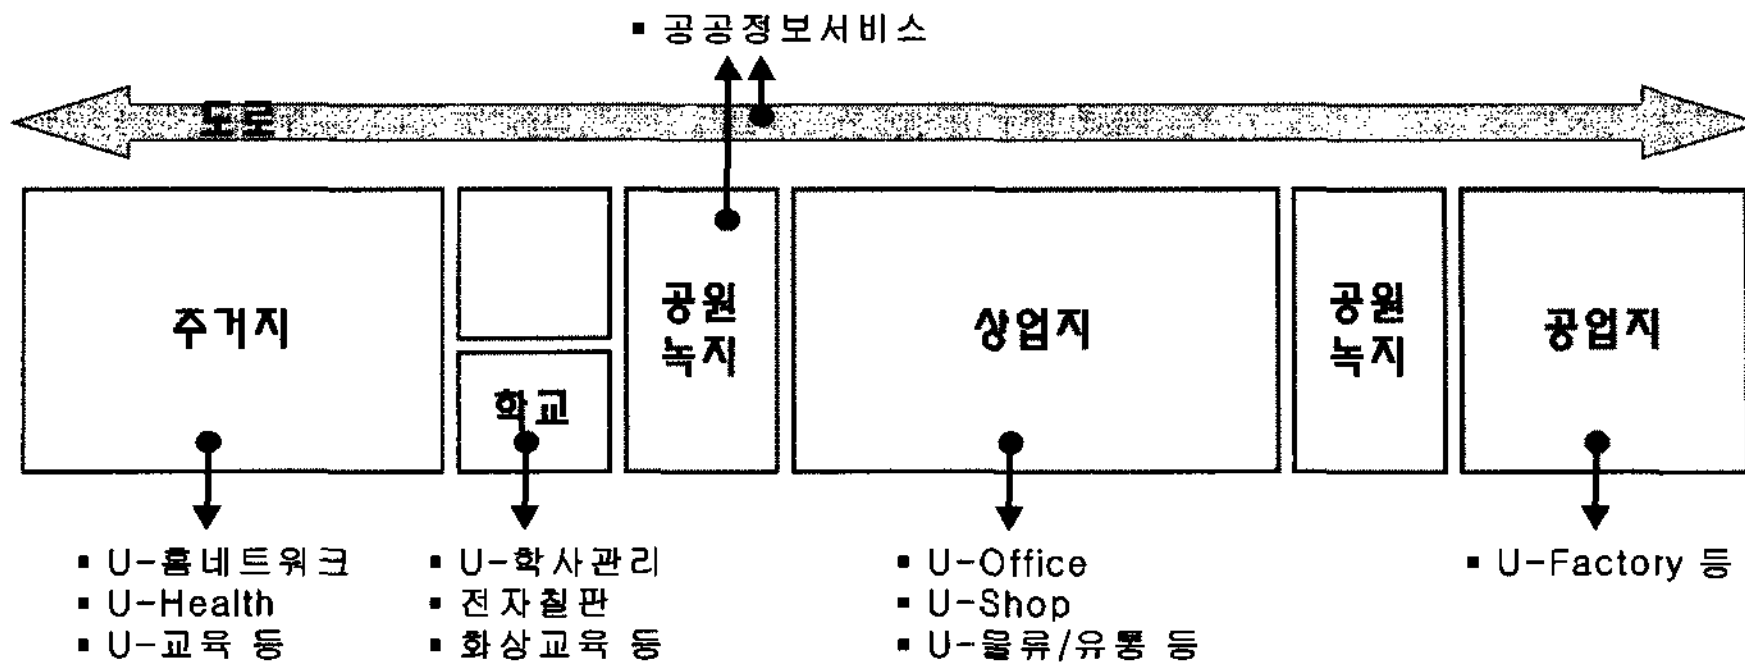 ▪ 공공정보서비스
도로
주거지
학교
공원
녹지
상업지
공원
녹지
공업지
▪ U-홈네트워크
▪ U-Health
▪ U-교육 등
▪ U-학사관리
▪ 전자칠판
▪ 화상교육 등
▪ U-Office
▪ U-Shop
▪ U-물류/유통 등
▪ U-Factory 등